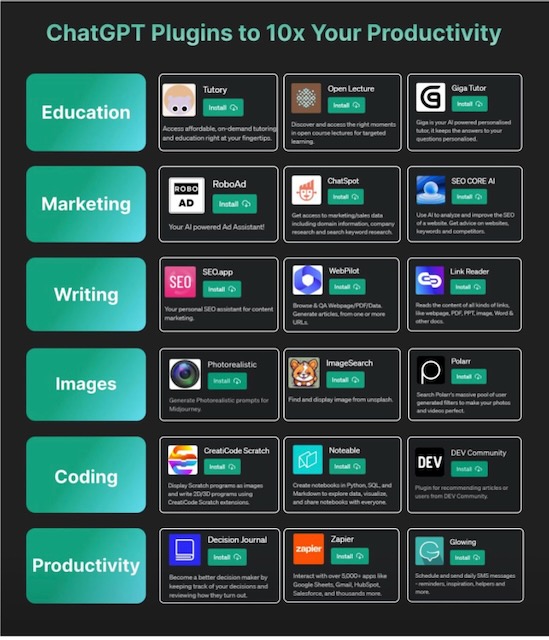 ChatGPT Plugins to 10x Your Productivity
Education
Tutory
Install
Access affordable, on-demand tutoring
and education right at your fingertips.
Open Lecture
Install
Discover and access the right moments
in open course lectures for targeted
learning.
Giga Tutor
Install
Giga is your AI powered personalised
tutor, it keeps the answers to your
questions personalised.
Marketing
ROBO
AD
RoboAd
Install
Your AI powered Ad Assistant!
ChatSpot
Install
Get access to marketing/sales data
including domain information, company
research and search keyword research.
SEO CORE AI
Install
Use AI to analyze and improve the SEO
of a website. Get advice on websites,
keywords and competitors.
Writing
SEO
SEO.app
Install
Your personal SEO assistant for content
marketing.
WebPilot
Install
Browse & QA Webpage/PDF/Data.
Generate articles, from one or more
URLs.
Link Reader
Install
Reads the content of all kinds of links,
like webpage, PDF, PPT, image, Word &
other docs.
Images
Photorealistic
Install
Generate Photorealistic prompts for
Midjourney.
ImageSearch
Install
Find and display image from unsplash.
Polarr
Install
Search Polarr's massive pool of user
generated filters to make your photos
and videos perfect.
Coding
CreatiCode Scratch
Install
Display Scratch programs as images
and write 2D/3D programs using
CreatiCode Scratch extensions.
Noteable
Install
Create notebooks in Python, SQL, and
Markdown to explore data, visualize,
and share notebooks with everyone.
DEV
DEV Community
Install
Plugin for recommending articles or
users from DEV Community.
Productivity
Decision Journal
Install
Become a better decision maker by
keeping track of your decisions and
reviewing how they turn out.
zapier
Zapier
Install
Interact with over 5,000+ apps like
Google Sheets, Gmail, HubSpot,
Salesforce, and thousands more.
Glowing
Install
Schedule and send daily SMS messages
- reminders, inspiration, helpers and
more.